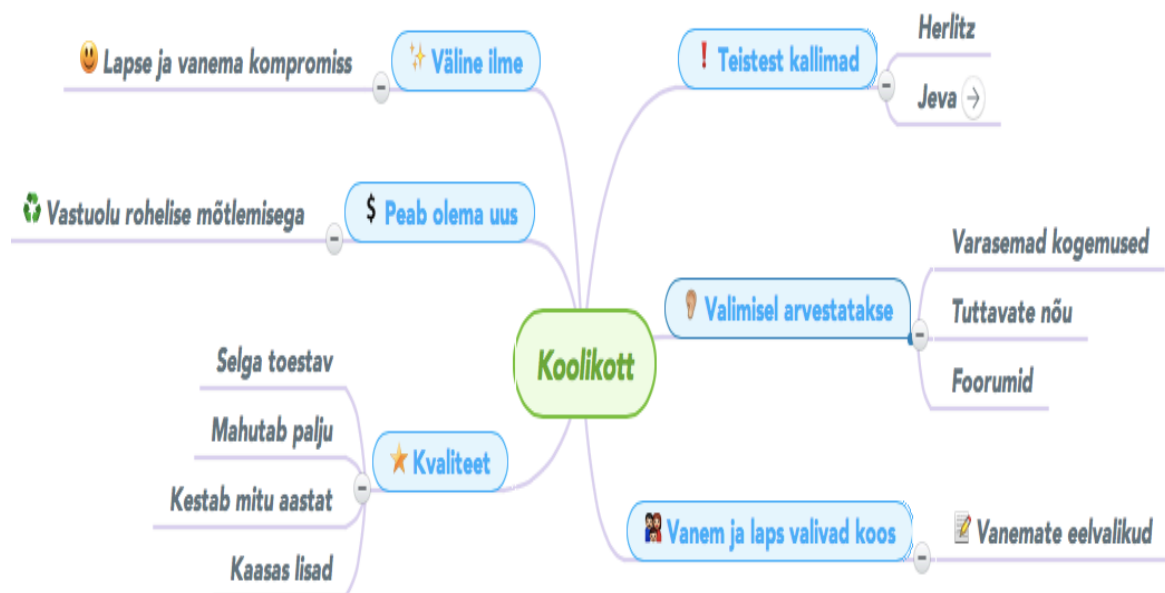 Koolikott
Väline ilme
Lapse ja vanema kompromiss
Peab olema uus
Vastuolu rohelise mõtlemisega
Kvaliteet
Selga toestav
Mahutab palju
Kestab mitu aastat
Kaasas lisad
Teistest kallimad
Herlitz
Jeva
Valimisel arvestatakse
Varasemad kogemused
Tuttavate nõu
Foorumid
Vanem ja laps valivad koos
Vanemate eelvalikud